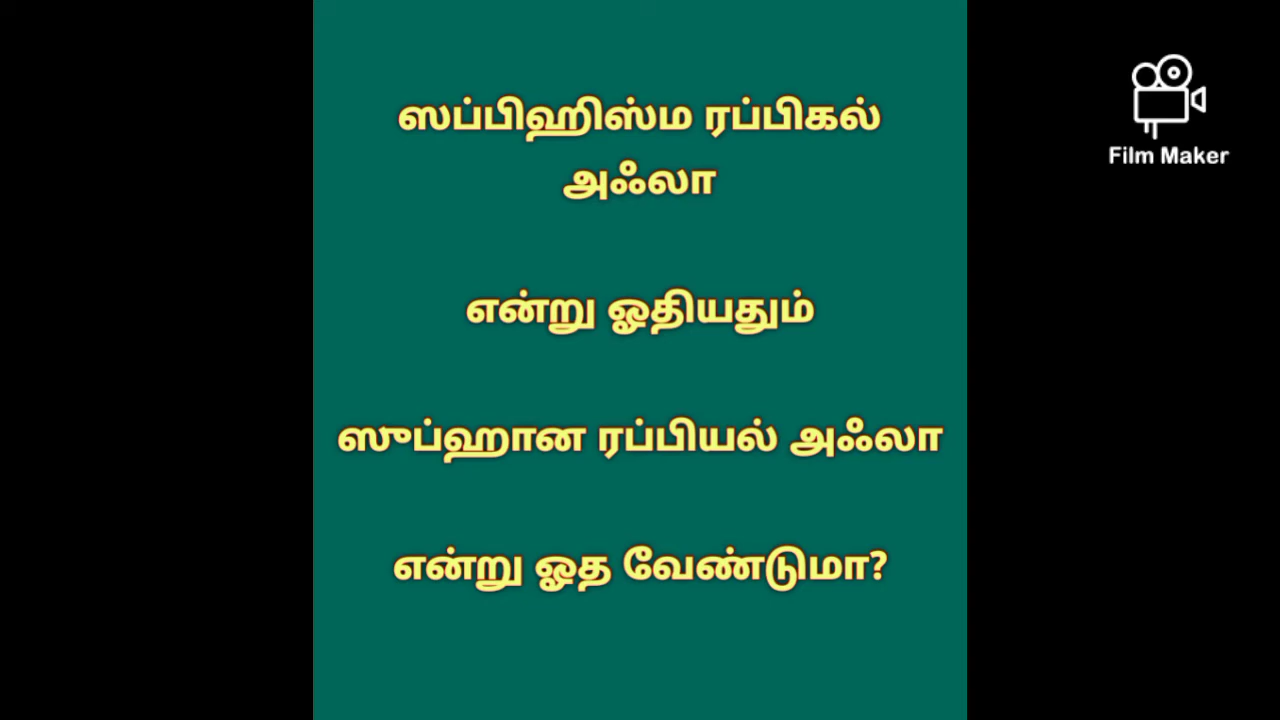 ஸப்பிஹிஸ்ம ரப்பிகல்
அஃலா
என்று ஓதியதும்
ஸுப்ஹான ரப்பியல் அஃலா
என்று ஓத வேண்டுமா?
Film Maker